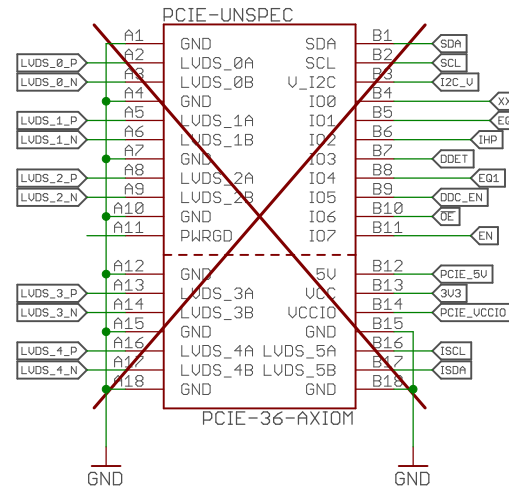 PCIE-UNSPEC
A1 GND SDA B1 SDA
A2 LVDS_0A SCL B2 SCL
LVDS_0_P
A3 LVDS_0B V_I2C B3 I2C_V
LVDS_0_N
A4 GND IO0 B4
A5 LVDS_1A IO1 B5
LVDS_1_P
A6 LVDS_1B IO2 B6 IHP
LVDS_1_N
A7 GND IO3 B7 DDET
A8 LVDS_2A IO4 B8 EQ1
LVDS_2_P
A9 LVDS_2B IO5 B9 DDC_EN
LVDS_2_N
A10 GND IO6 B10 OE
A11 PWRGD IO7 B11 EN
A12 GND 5V B12 PCIE_5V
A13 LVDS_3A VCC B13 3V3
LVDS_3_P
A14 LVDS_3B VCCIO B14 PCIE_VCCIO
LVDS_3_N
A15 GND GND B15
A16 LVDS_4A LVDS_5A B16 ISCL
LVDS_4_P
A17 LVDS_4B LVDS_5B B17 ISDA
LVDS_4_N
A18 GND GND B18
PCIE-36-AXIOM
GND GND